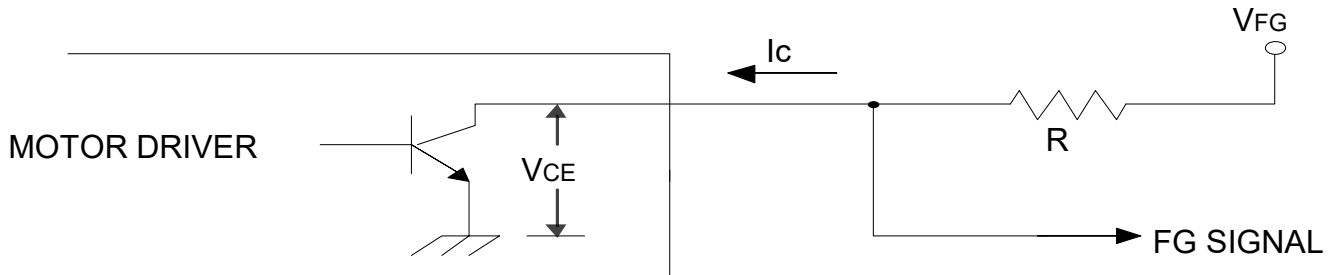 VFG
Ic
MOTOR DRIVER
VCE
R
FG SIGNAL